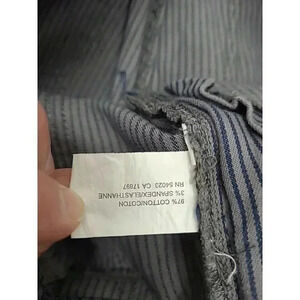 97% COTTON/COTON
3% SPANDEX/ELASTHANNE
RN 54023 CA 17897